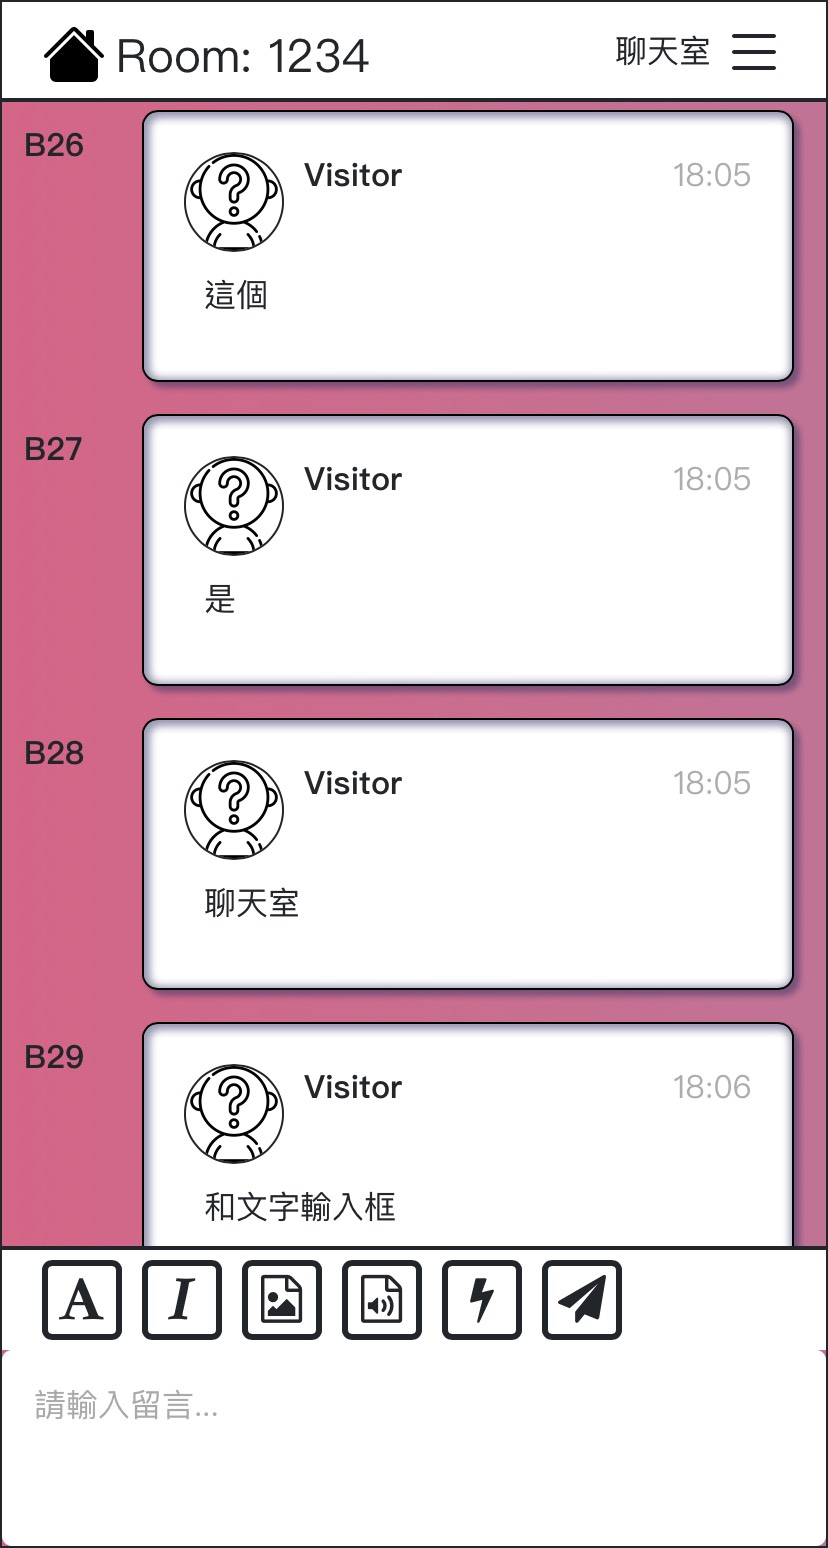 Room: 1234 聊天室
B26
Visitor 18:05
這個
B27
Visitor 18:05
是
B28
Visitor 18:05
聊天室
B29
Visitor 18:06
和文字輸入框
A I
請輸入留言...